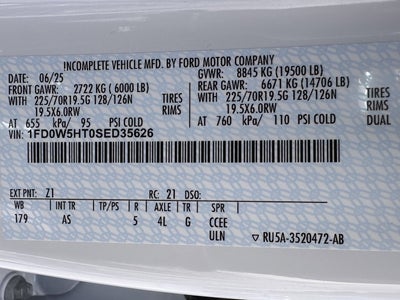 INCOMPLETE VEHICLE MFD. BY FORD MOTOR COMPANY
DATE: 06/25 GVWR: 8845 KG (19500 LB)
FRONT GAWR: 2722 KG ( 6000 LB) REAR GAWR: 6671 KG (14706 LB)
WITH 225/70R19.5G 128/126N TIRES WITH 225/70R19.5G 128/126N TIRES
19.5X6.0RW RIMS 19.5X6.0RW RIMS
AT 655 kPa/ 95 PSI COLD AT 760 kPa/ 110 PSI COLD DUAL
VIN: 1FD0W5HT0SED35626
EXT PNT: Z1 RC: 21 DSO:
WB INT TR R AXLE TR SPR
179 AS 5 4L G CCEE
ULN ▽ RU5A-3520472-AB